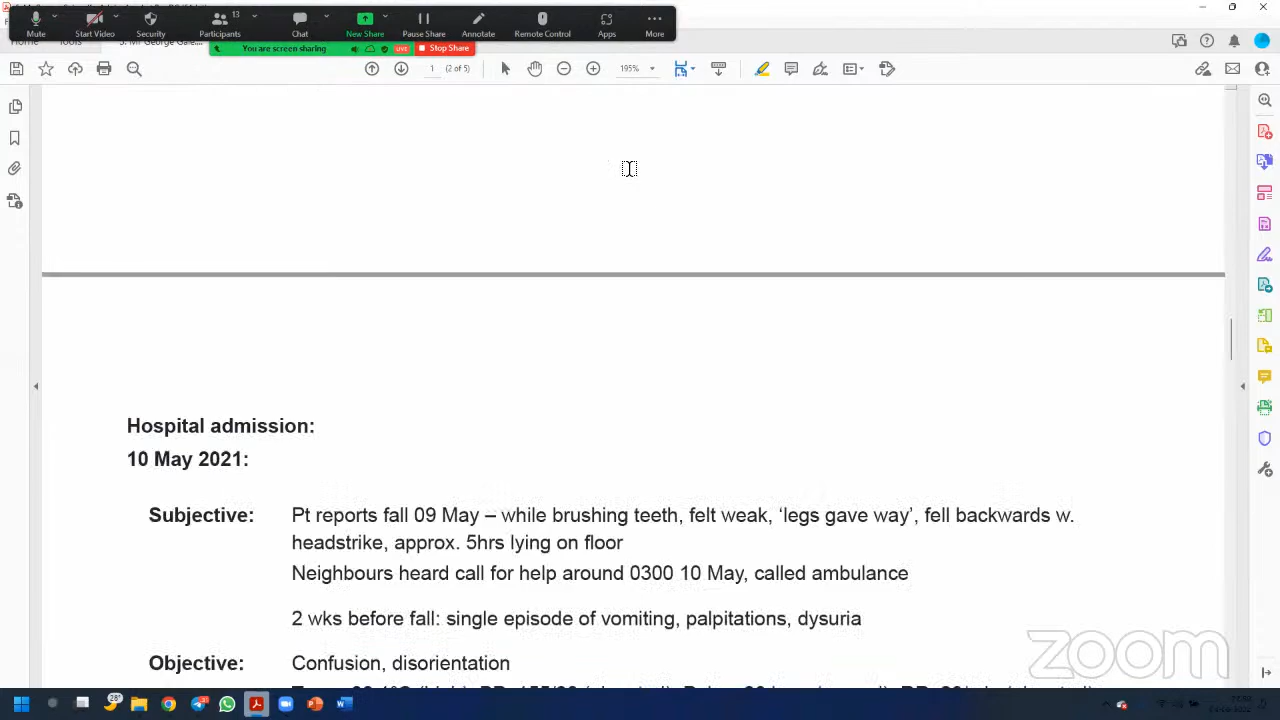 Mute
Start Video
Security
Participants
13
Chat
New Share
Pause Share
Annotate
Remote Control
Apps
More
You are screen sharing
LIVE
Stop Share
1 (2 of 5)
195%
Hospital admission:
10 May 2021:
Subjective: Pt reports fall 09 May – while brushing teeth, felt weak, ‘legs gave way’, fell backwards w.
headstrike, approx. 5hrs lying on floor
Neighbours heard call for help around 0300 10 May, called ambulance
2 wks before fall: single episode of vomiting, palpitations, dysuria
Objective: Confusion, disorientation
zoom
28°